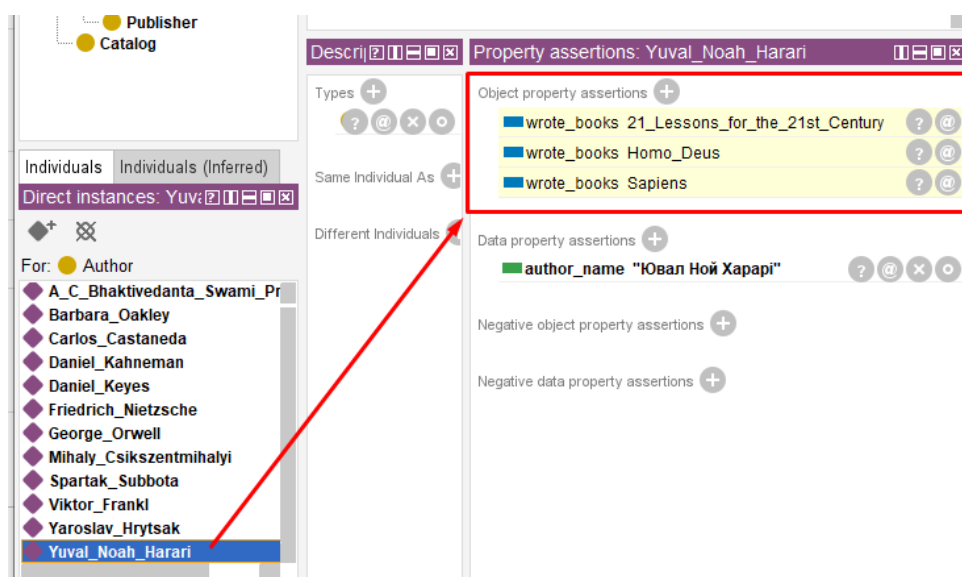 Publisher
Catalog
Descri
Property assertions: Yuval_Noah_Harari
Types
Object property assertions
wrote_books 21_Lessons_for_the_21st_Century
wrote_books Homo_Deus
wrote_books Sapiens
Same Individual As
Different Individuals
Data property assertions
author_name "Ювал Ной Харарі"
Negative object property assertions
Negative data property assertions
Individuals Individuals (Inferred)
Direct instances: Yuva
For: Author
A_C_Bhaktivedanta_Swami_Pr
Barbara_Oakley
Carlos_Castaneda
Daniel_Kahneman
Daniel_Keyes
Friedrich_Nietzsche
George_Orwell
Mihaly_Csikszentmihalyi
Spartak_Subbota
Viktor_Frankl
Yaroslav_Hrytsak
Yuval_Noah_Harari